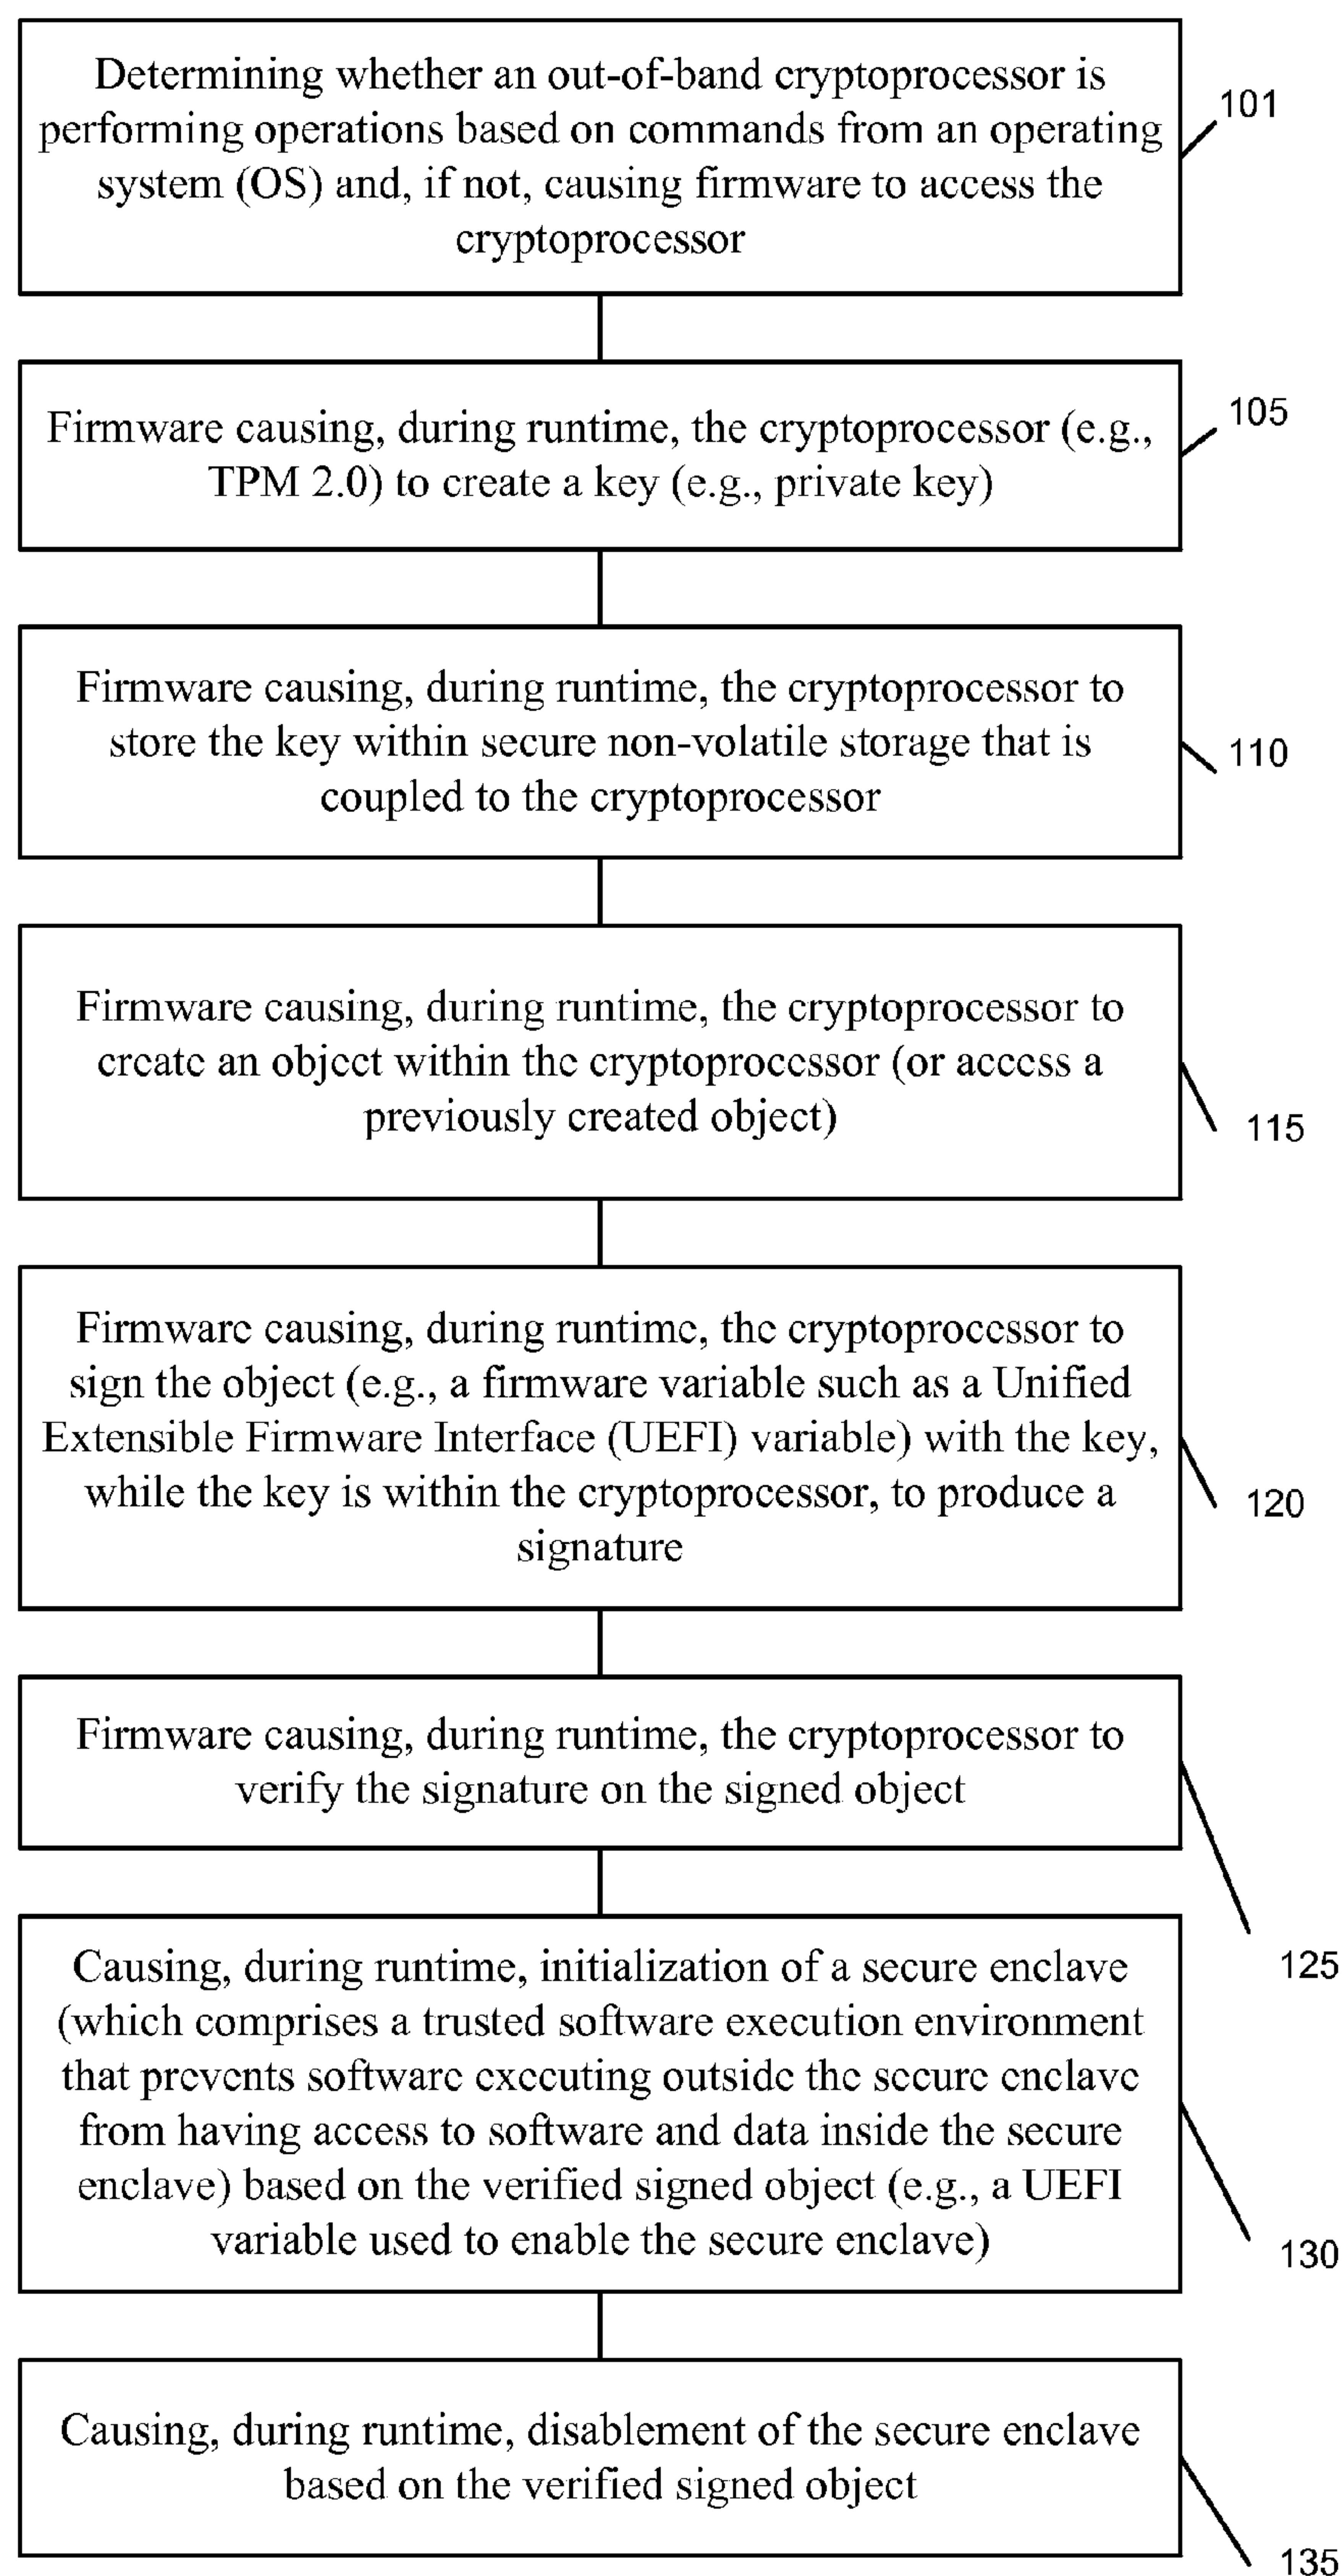 Determining whether an out-of-band cryptoprocessor is
performing operations based on commands from an operating
system (OS) and, if not, causing firmware to access the
cryptoprocessor
101
Firmware causing, during runtime, the cryptoprocessor (e.g.,
TPM 2.0) to create a key (e.g., private key)
105
Firmware causing, during runtime, the cryptoprocessor to
store the key within secure non-volatile storage that is
coupled to the cryptoprocessor
110
Firmware causing, during runtime, the cryptoprocessor to
create an object within the cryptoprocessor (or access a
previously created object)
115
Firmware causing, during runtime, the cryptoprocessor to
sign the object (e.g., a firmware variable such as a Unified
Extensible Firmware Interface (UEFI) variable) with the key,
while the key is within the cryptoprocessor, to produce a
signature
120
Firmware causing, during runtime, the cryptoprocessor to
verify the signature on the signed object
125
Causing, during runtime, initialization of a secure enclave
(which comprises a trusted software execution environment
that prevents software executing outside the secure enclave
from having access to software and data inside the secure
enclave) based on the verified signed object (e.g., a UEFI
variable used to enable the secure enclave)
130
Causing, during runtime, disablement of the secure enclave
based on the verified signed object
135